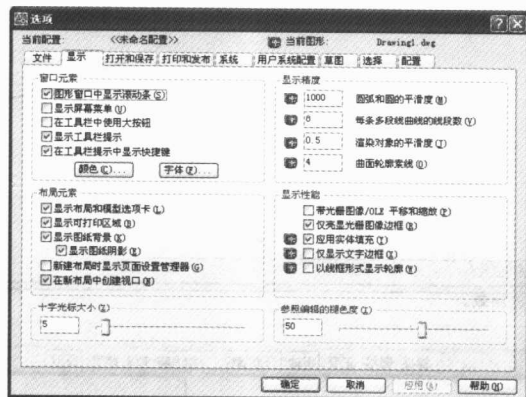 选项
当前配置: <<未命名配置>> 当前图形: Drawing1.dwg
文件 显示 打开和保存 打印和发布 系统 用户系统配置 草图 选择 配置
窗口元素
图形窗口中显示滚动条(S)
显示屏幕菜单(U)
在工具栏中使用大按钮
显示工具栏提示
在工具栏提示中显示快捷键
颜色(C)... 字体(F)...
布局元素
显示布局和模型选项卡(L)
显示可打印区域(B)
显示图纸背景(K)
显示图纸阴影(E)
新建布局时显示页面设置管理器(G)
在新布局中创建视口(N)
十字光标大小(Z)
5
显示精度
1000 圆弧和圆的平滑度(A)
8 每条多段线曲线的线段数(V)
0.5 渲染对象的平滑度(J)
4 曲面轮廓素线(O)
显示性能
带光栅图像/OLE 平移和缩放(P)
仅亮显光栅图像边框(R)
应用实体填充(Y)
仅显示文字边框(X)
以线框形式显示轮廓(W)
参照编辑的褪色度(I)
50
确定 取消 应用(A) 帮助(H)